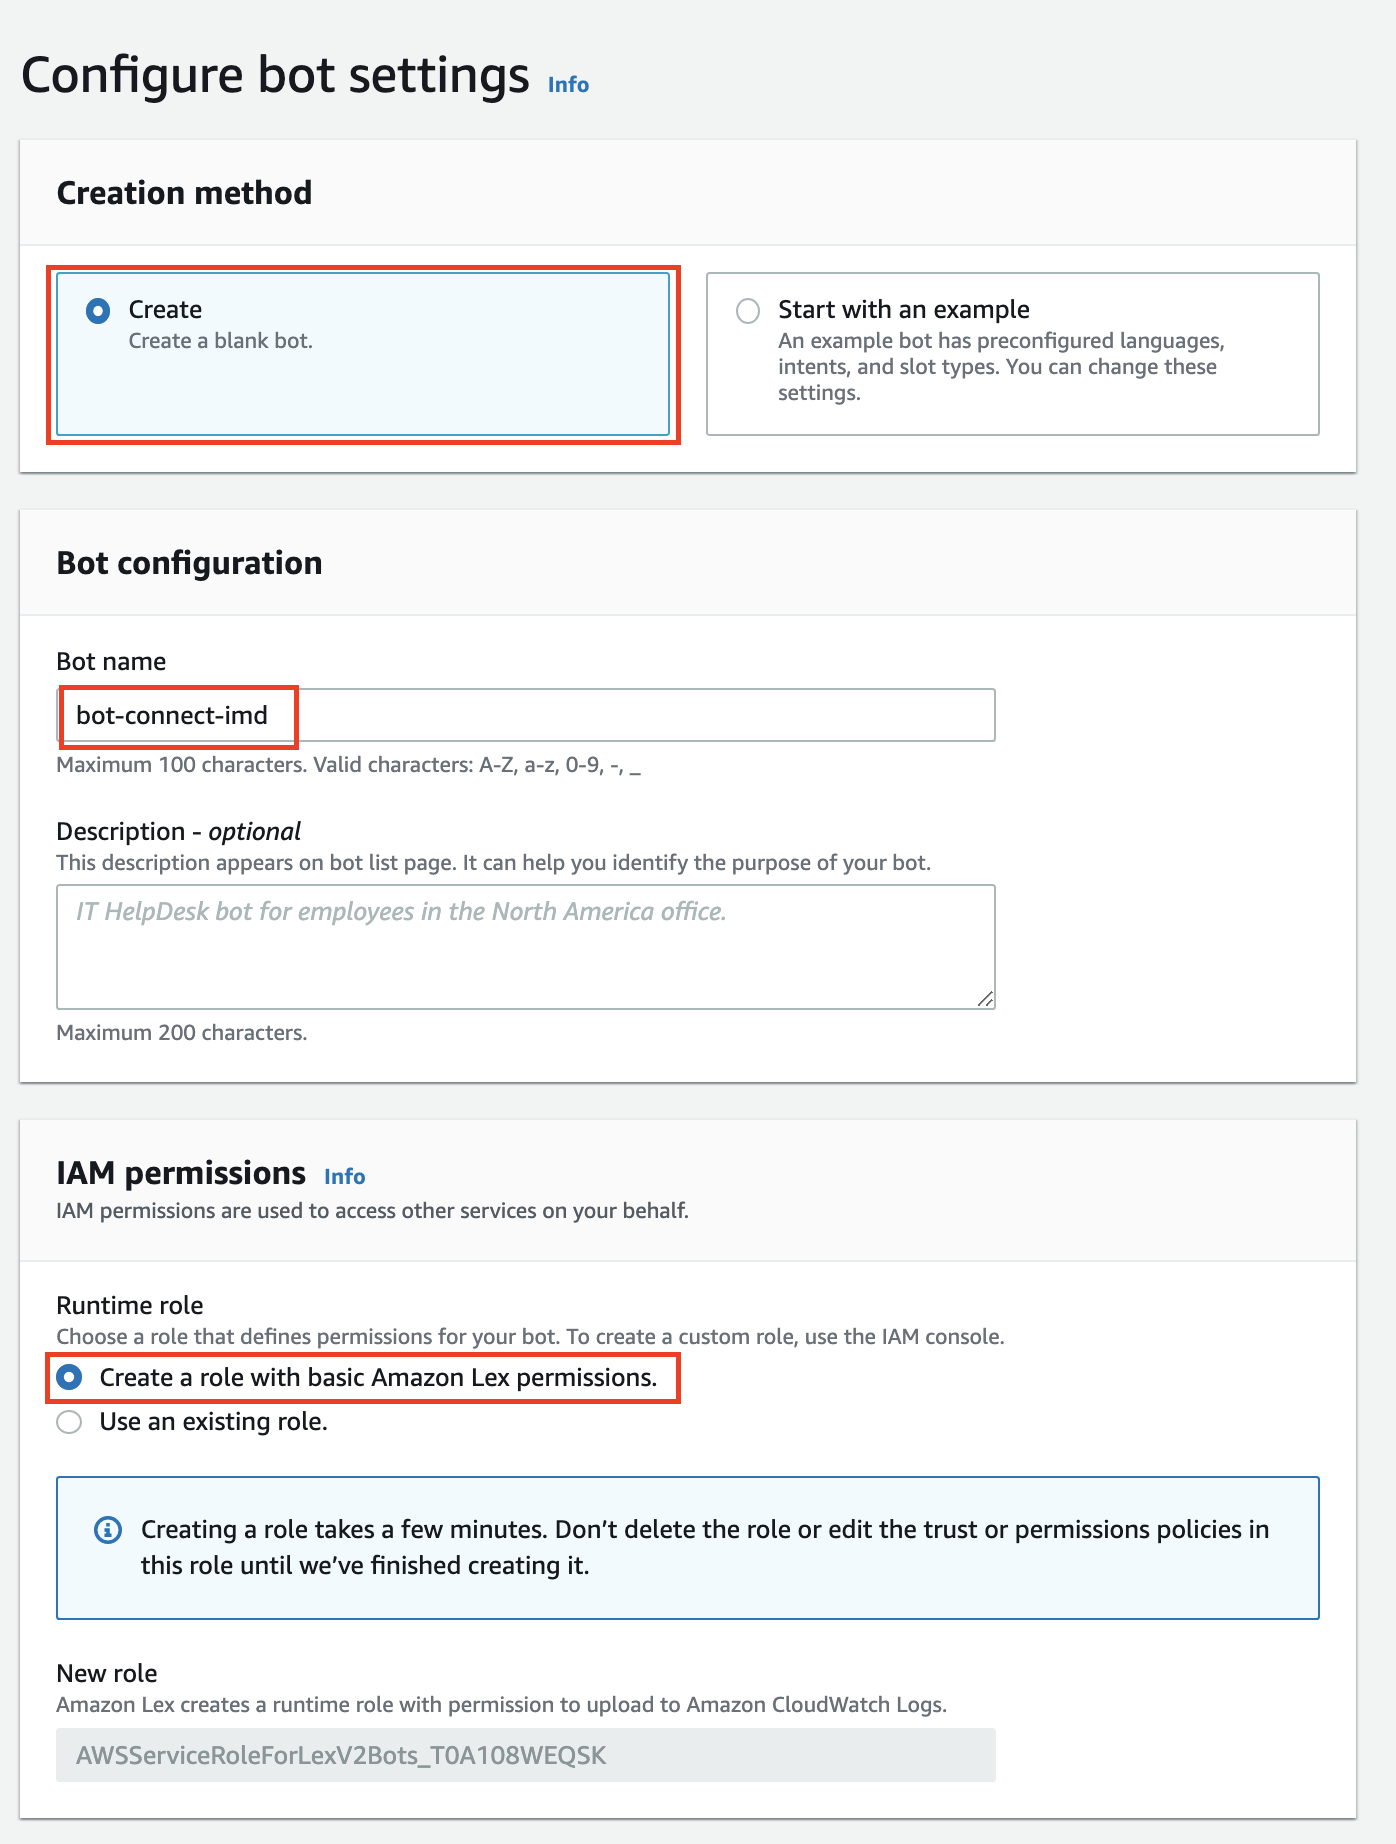 Configure bot settings Info
Creation method
Create
Create a blank bot.
Start with an example
An example bot has preconfigured languages,
intents, and slot types. You can change these
settings.
Bot configuration
Bot name
bot-connect-imd
Maximum 100 characters. Valid characters: A-Z, a-z, 0-9, -, _
Description - optional
This description appears on bot list page. It can help you identify the purpose of your bot.
IT HelpDesk bot for employees in the North America office.
Maximum 200 characters.
IAM permissions Info
IAM permissions are used to access other services on your behalf.
Runtime role
Choose a role that defines permissions for your bot. To create a custom role, use the IAM console.
Create a role with basic Amazon Lex permissions.
Use an existing role.
Creating a role takes a few minutes. Don’t delete the role or edit the trust or permissions policies in
this role until we’ve finished creating it.
New role
Amazon Lex creates a runtime role with permission to upload to Amazon CloudWatch Logs.
AWSServiceRoleForLexV2Bots_T0A108WEQSK